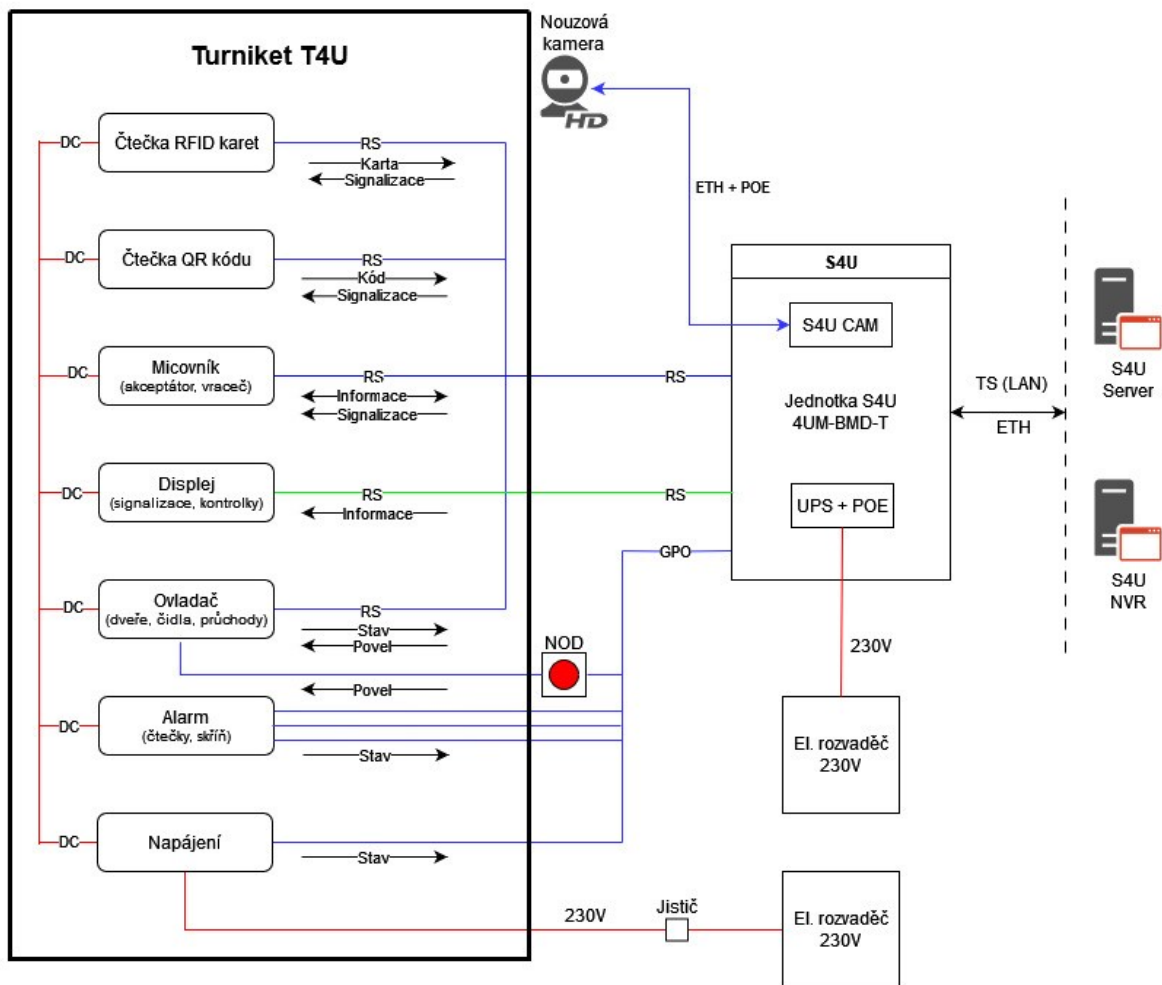 Turniket T4U
Nouzová
kamera
HD
DC
Čtečka RFID karet
RS
Karta
Signalizace
ETH + POE
DC
Čtečka QR kódu
RS
Kód
Signalizace
S4U
S4U CAM
DC
Micovník
(akceptátor, vraceč)
RS
Informace
Signalizace
RS
Jednotka S4U
4UM-BMD-T
TS (LAN)
ETH
S4U
Server
DC
Displej
(signalizace, kontrolky)
RS
Informace
RS
UPS + POE
GPO
S4U
NVR
DC
Ovladač
(dveře, čidla, průchody)
RS
Stav
Povel
NOD
230V
Povel
DC
Alarm
(čtečky, skříň)
Stav
El. rozvaděč
230V
DC
Napájení
Stav
230V
Jistič
El. rozvaděč
230V